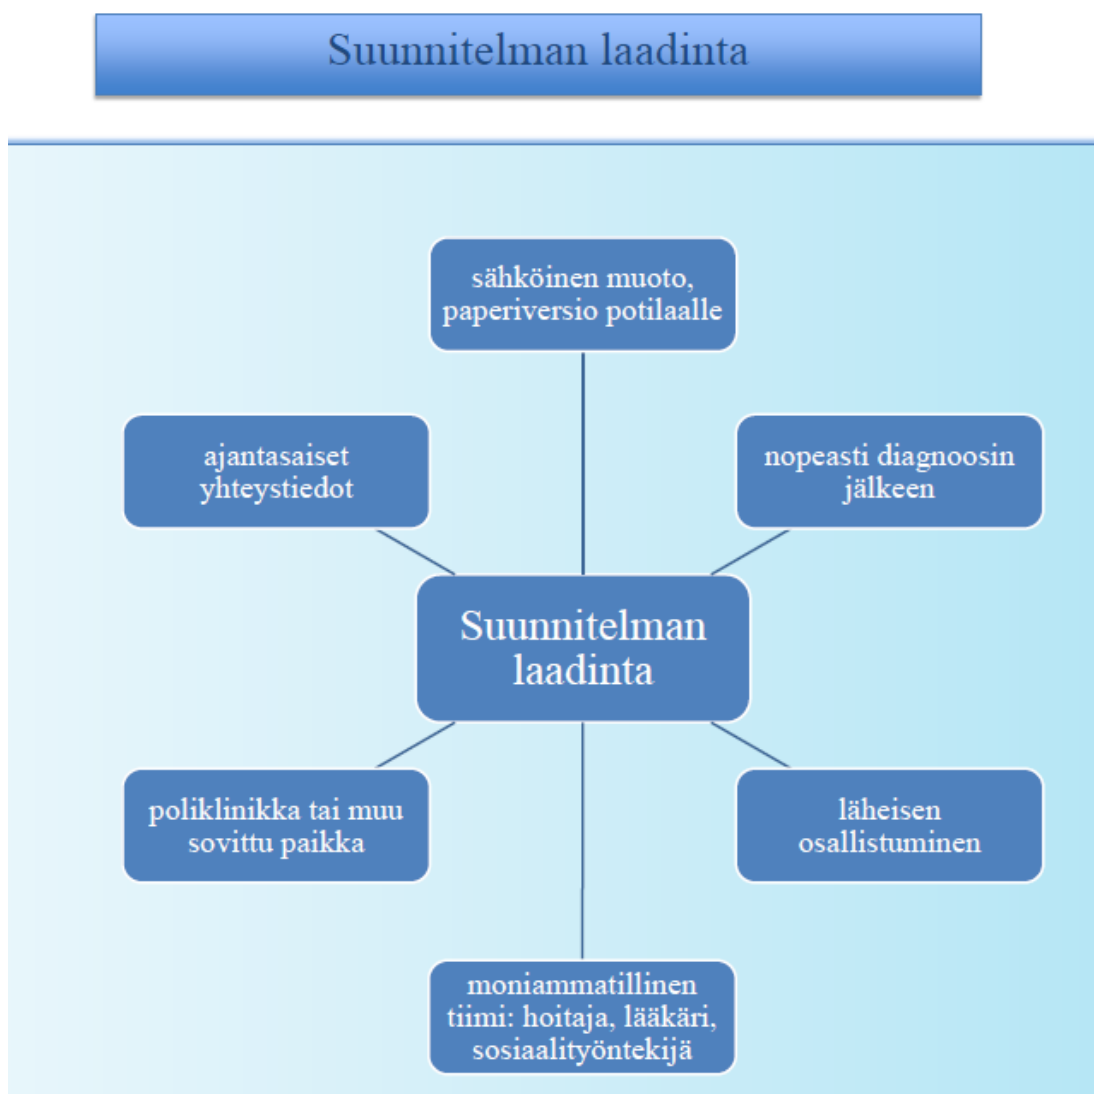 Suunnitelman laadinta
sähköinen muoto,
paperiversio potilaalle
ajantasaiset
yhteystiedot
nopeasti diagnoosin
jälkeen
Suunnitelman
laadinta
poliklinikka tai muu
sovittu paikka
läheisen
osallistuminen
moniammatillinen
tiimi: hoitaja, lääkäri,
sosiaalityöntekijä